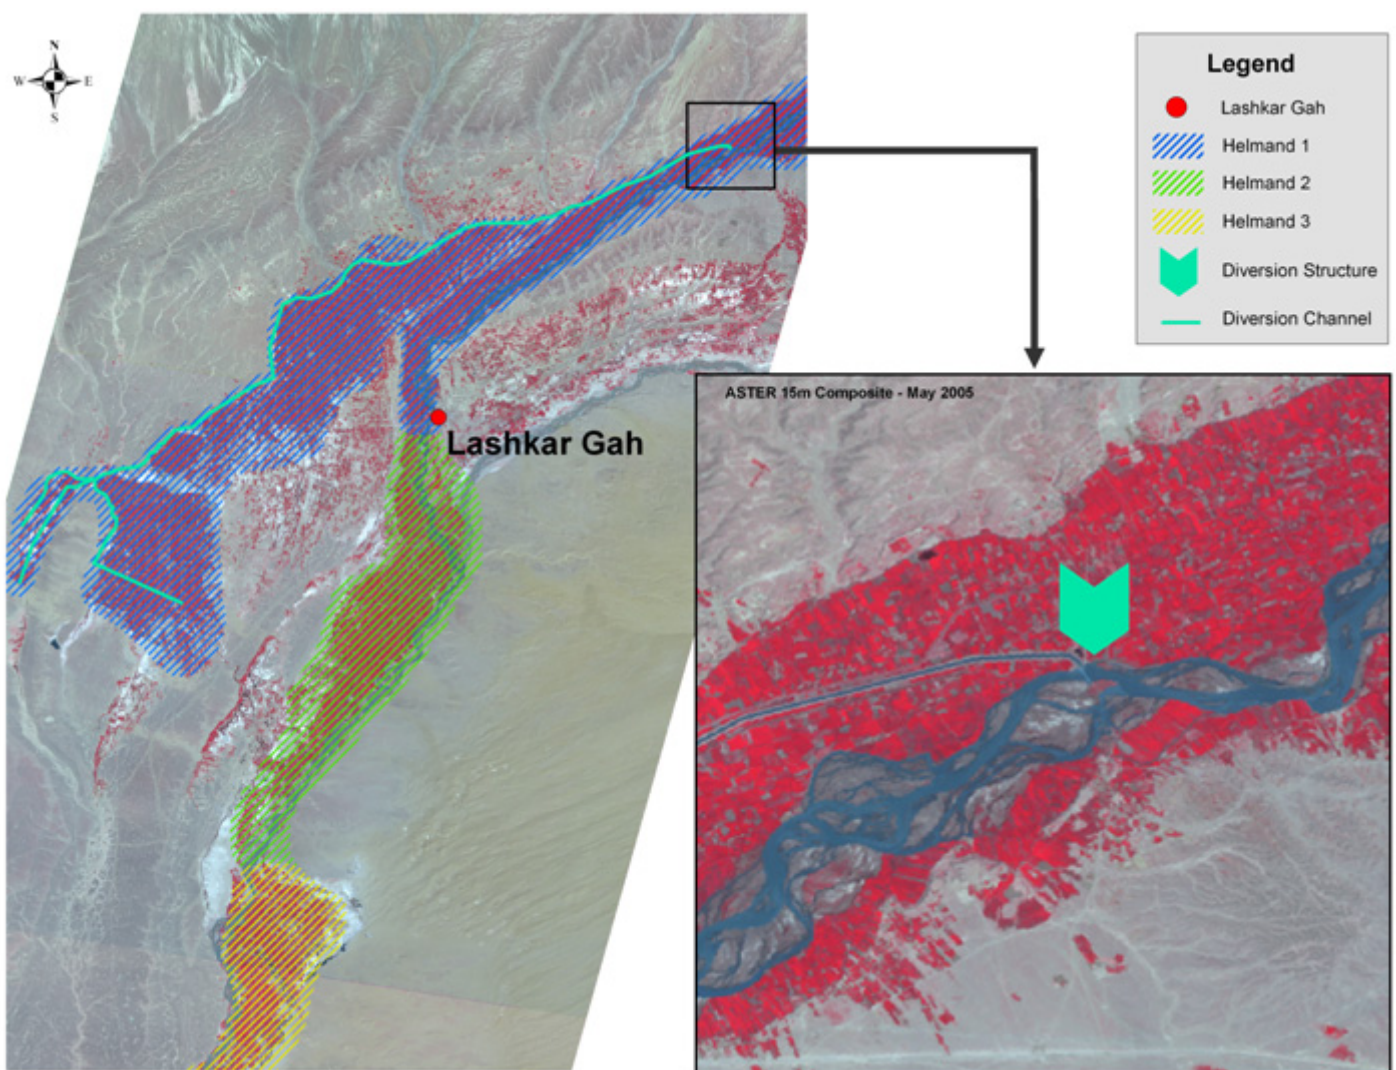 N
W E
S
Lashkar Gah
Legend
Lashkar Gah
Helmand 1
Helmand 2
Helmand 3
Diversion Structure
Diversion Channel
ASTER 15m Composite - May 2005